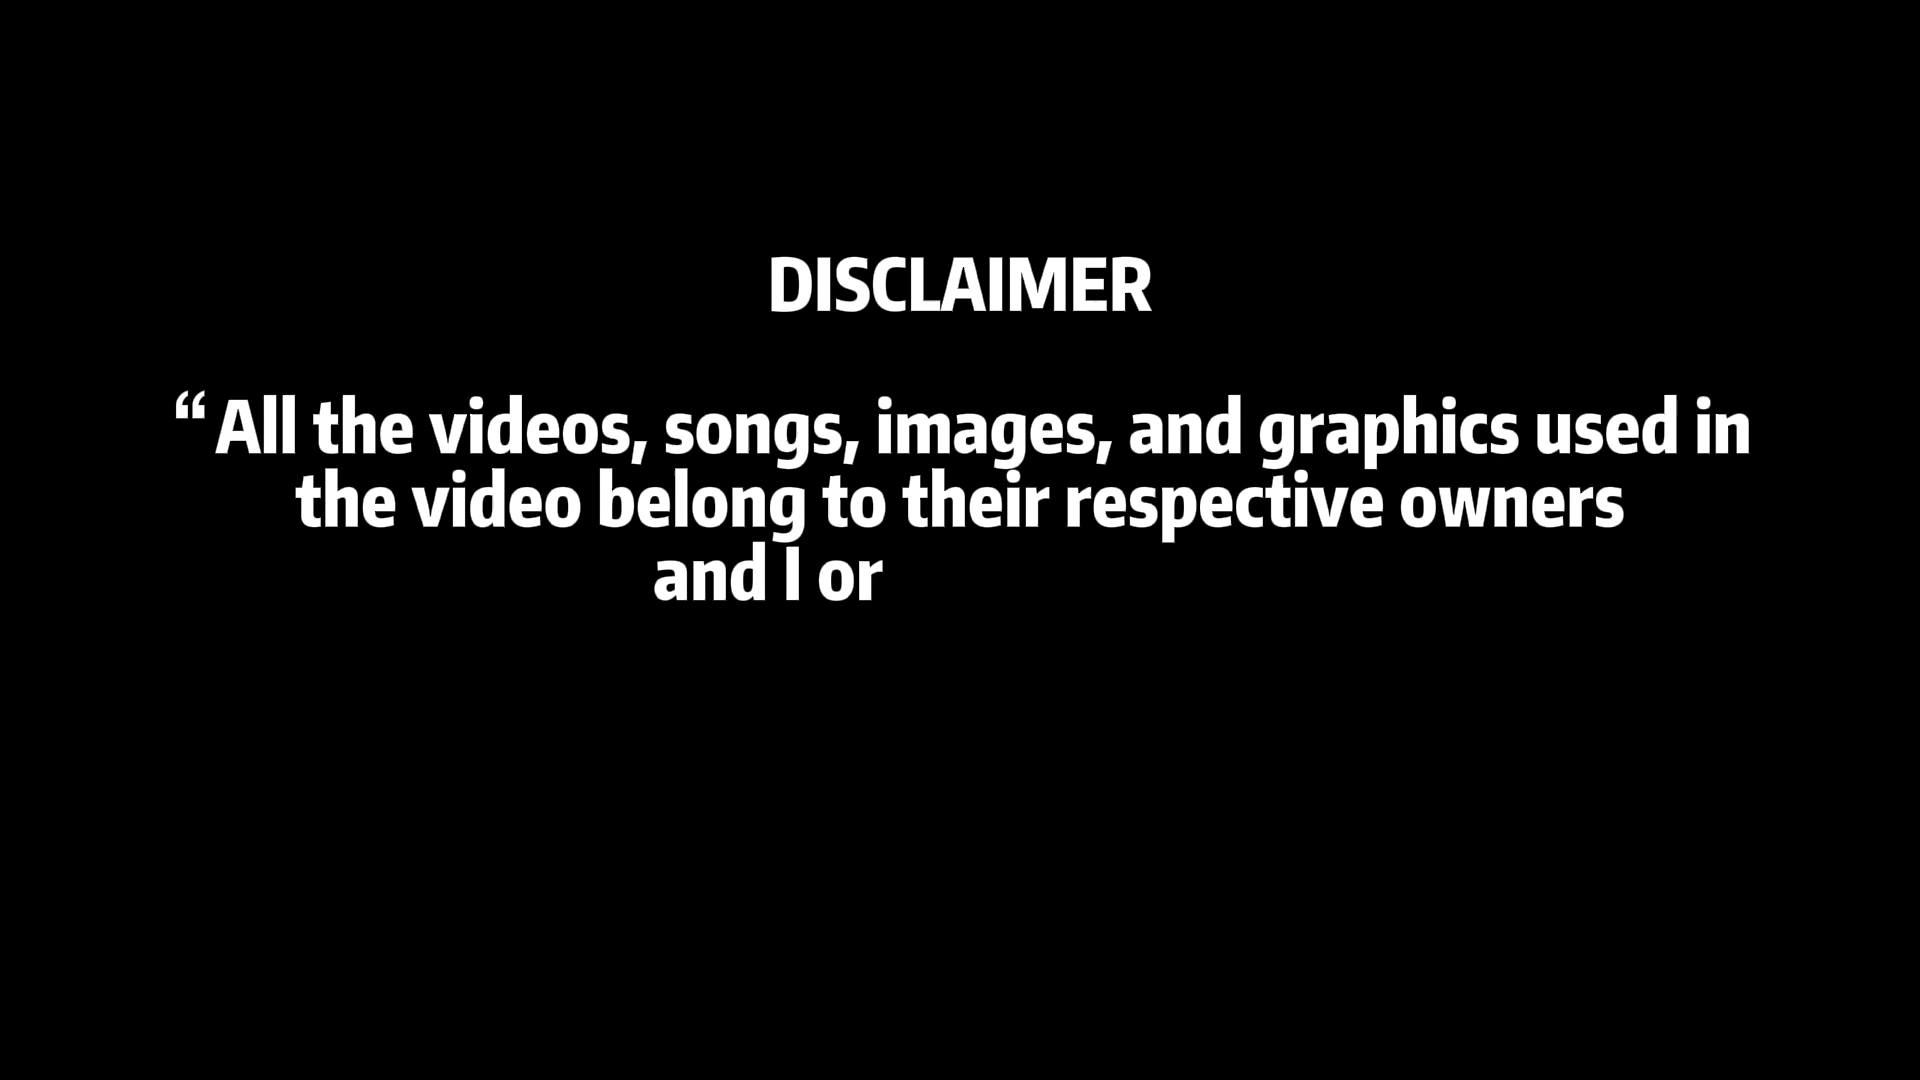 DISCLAIMER
“All the videos, songs, images, and graphics used in
the video belong to their respective owners
and I or